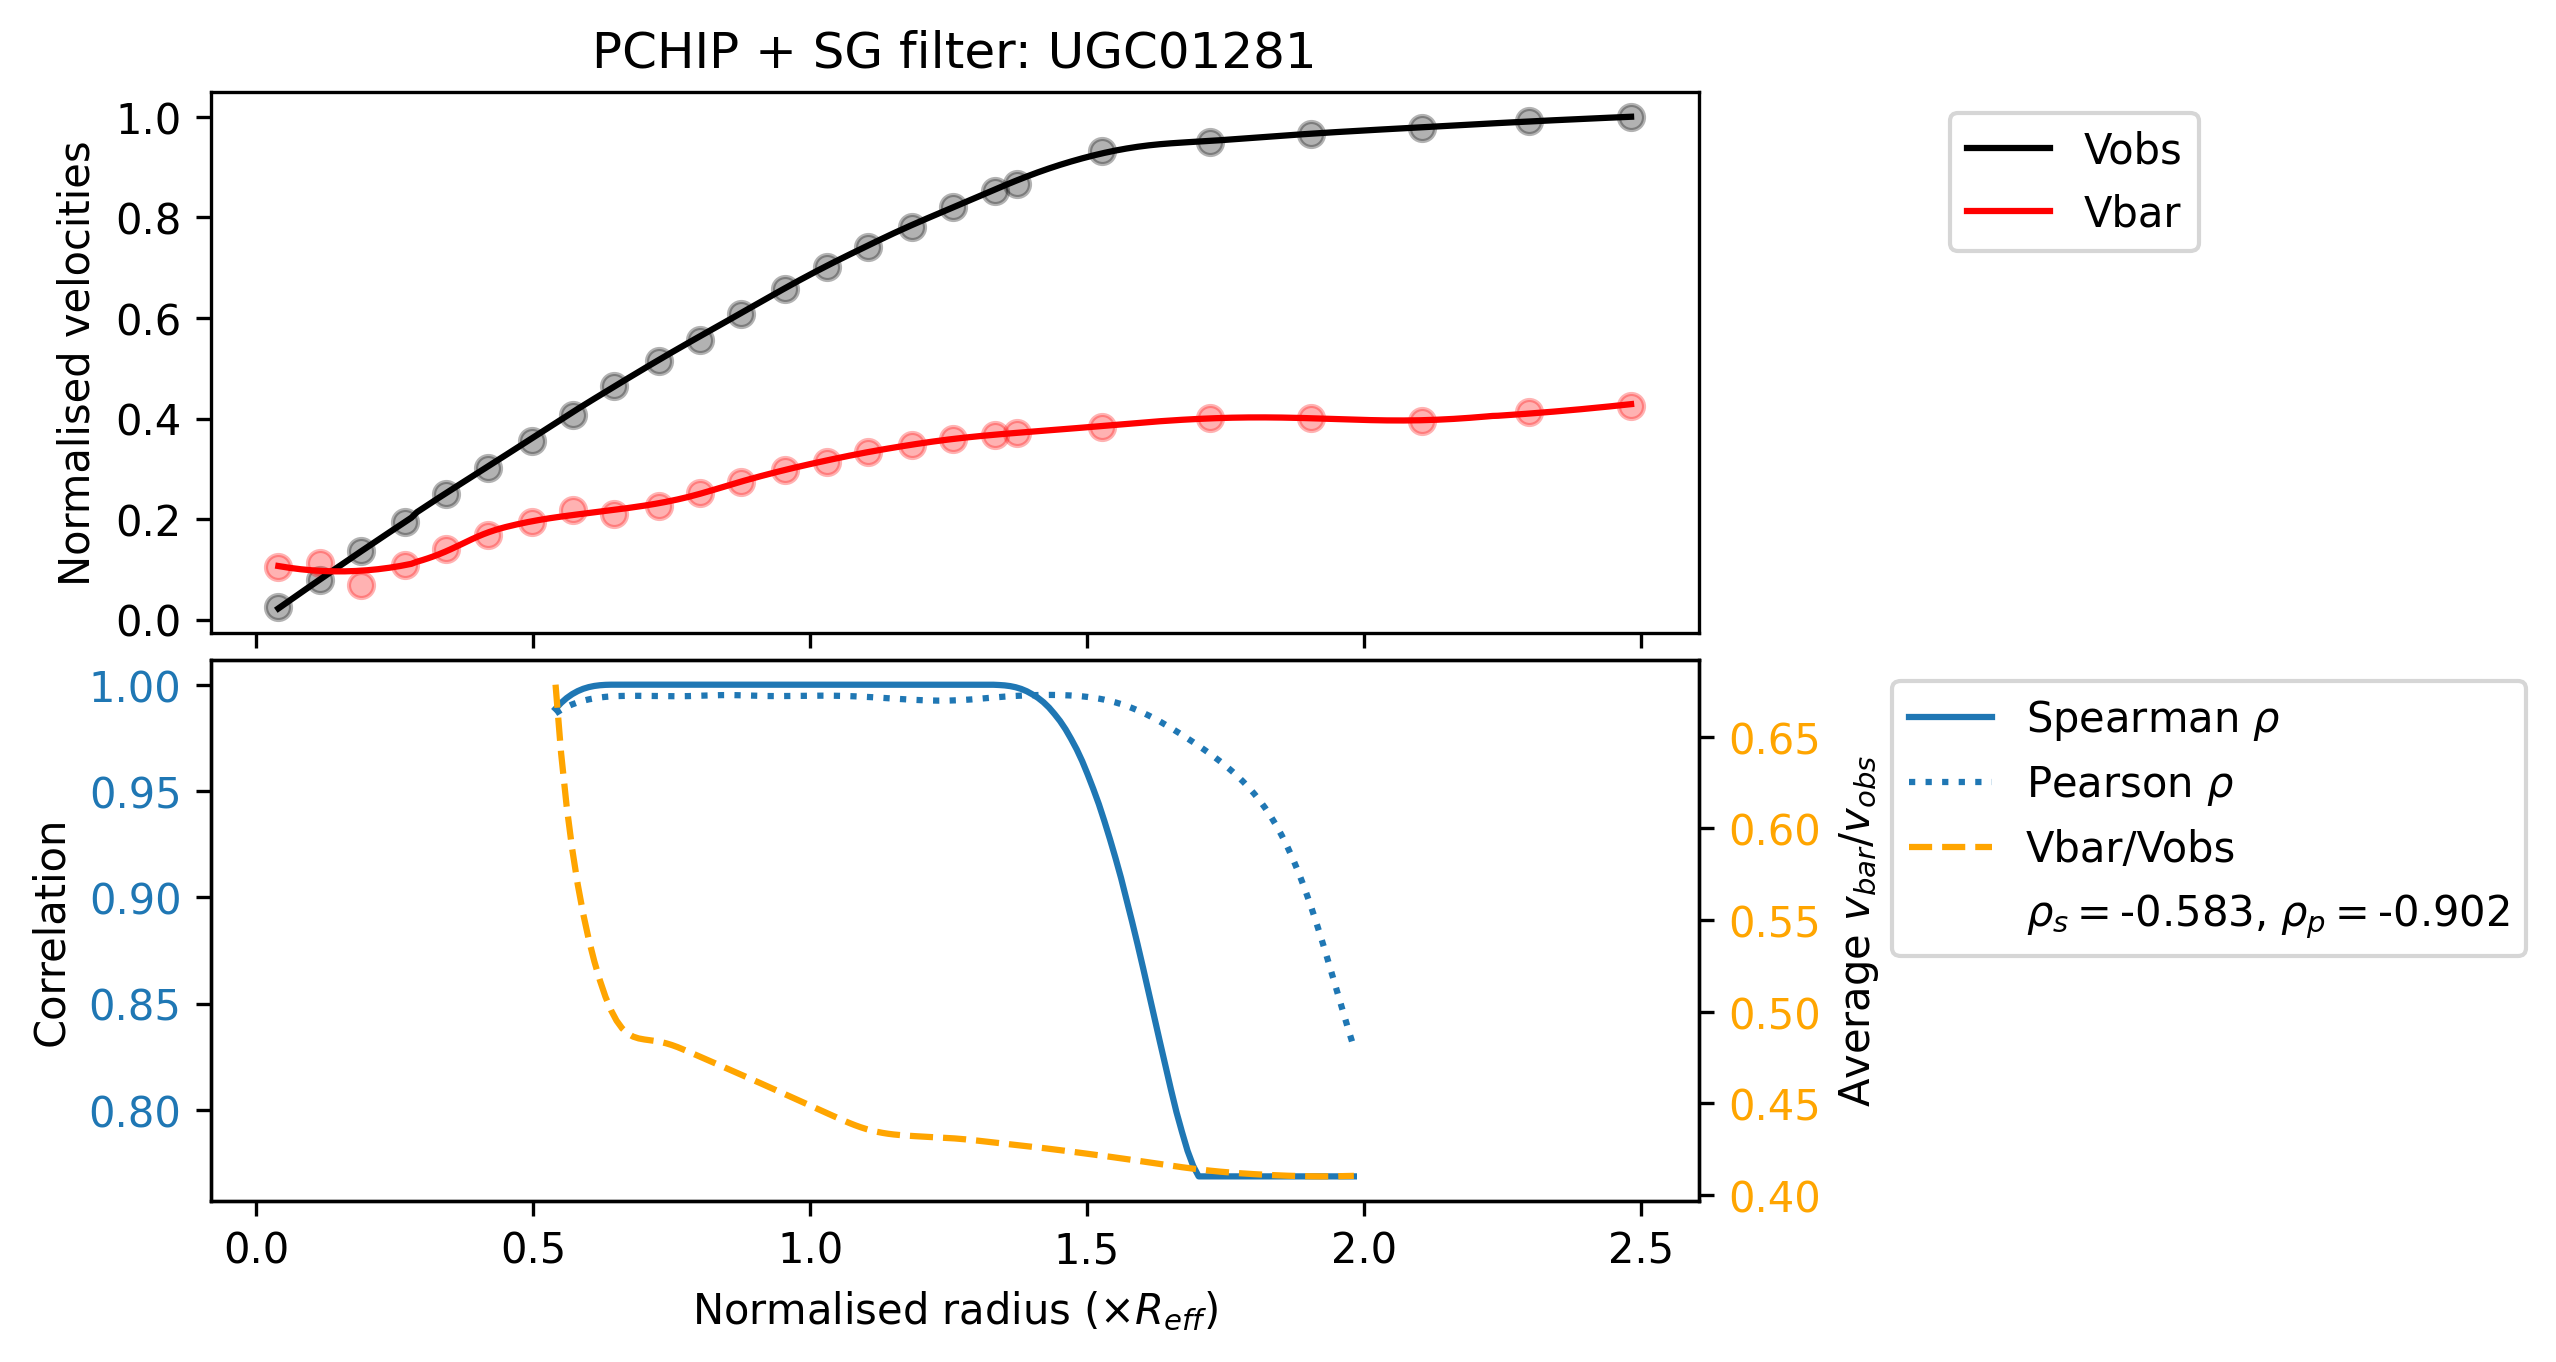 PCHIP + SG filter: UGC01281
Normalised velocities
1.0
0.8
0.6
0.4
0.2
0.0
Vobs
Vbar
Correlation
1.00
0.95
0.90
0.85
0.80
0.65
0.60
0.55
0.50
0.45
0.40
Average v_bar/v_obs
Spearman ρ
Pearson ρ
Vbar/Vobs
ρ_s = -0.583, ρ_p = -0.902
0.0 0.5 1.0 1.5 2.0 2.5
Normalised radius (×R_eff)